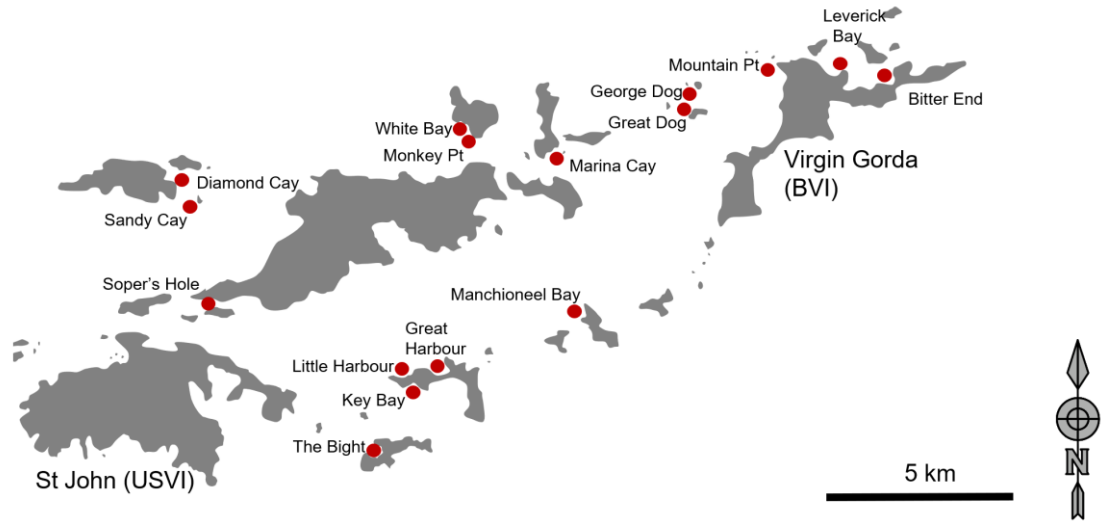 Leverick
Bay
Mountain Pt
George Dog
Bitter End
Great Dog
White Bay
Monkey Pt
Marina Cay
Virgin Gorda
(BVI)
Diamond Cay
Sandy Cay
Soper's Hole
Manchioneel Bay
Great
Harbour
Little Harbour
Key Bay
The Bight
St John (USVI)
5 km
N